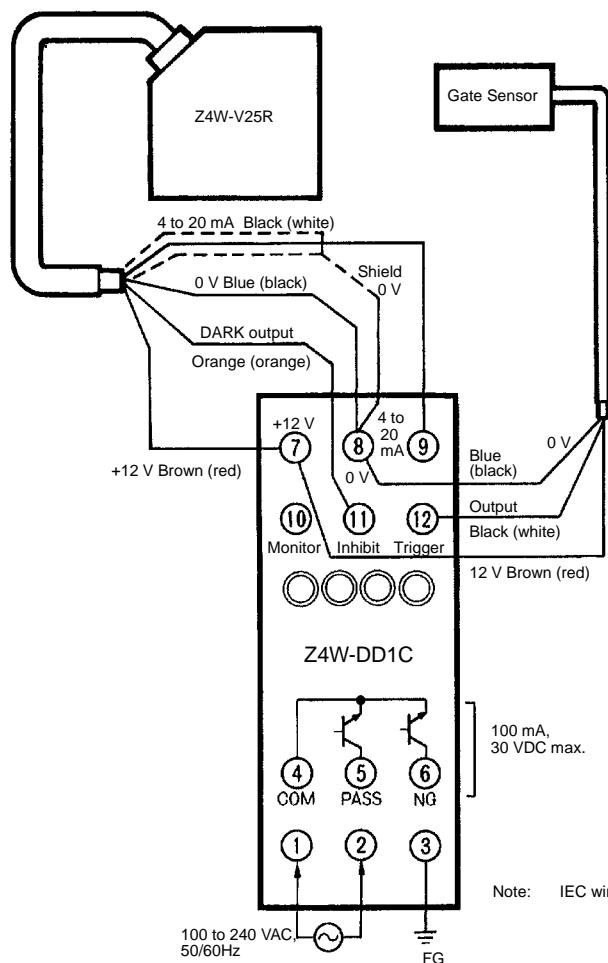 Z4W-V25R
Gate Sensor
4 to 20 mA Black (white)
Shield
0 V
0 V Blue (black)
DARK output
Orange (orange)
+12 V
7
8
4 to
20
mA
9
+12 V Brown (red)
0 V
Blue
(black)
0 V
10
11
12
Output
Black (white)
Monitor
Inhibit
Trigger
12 V Brown (red)
Z4W-DD1C
100 mA,
30 VDC max.
4
5
6
COM
PASS
NG
1
2
3
Note: IEC
100 to 240 VAC,
50/60Hz
FG